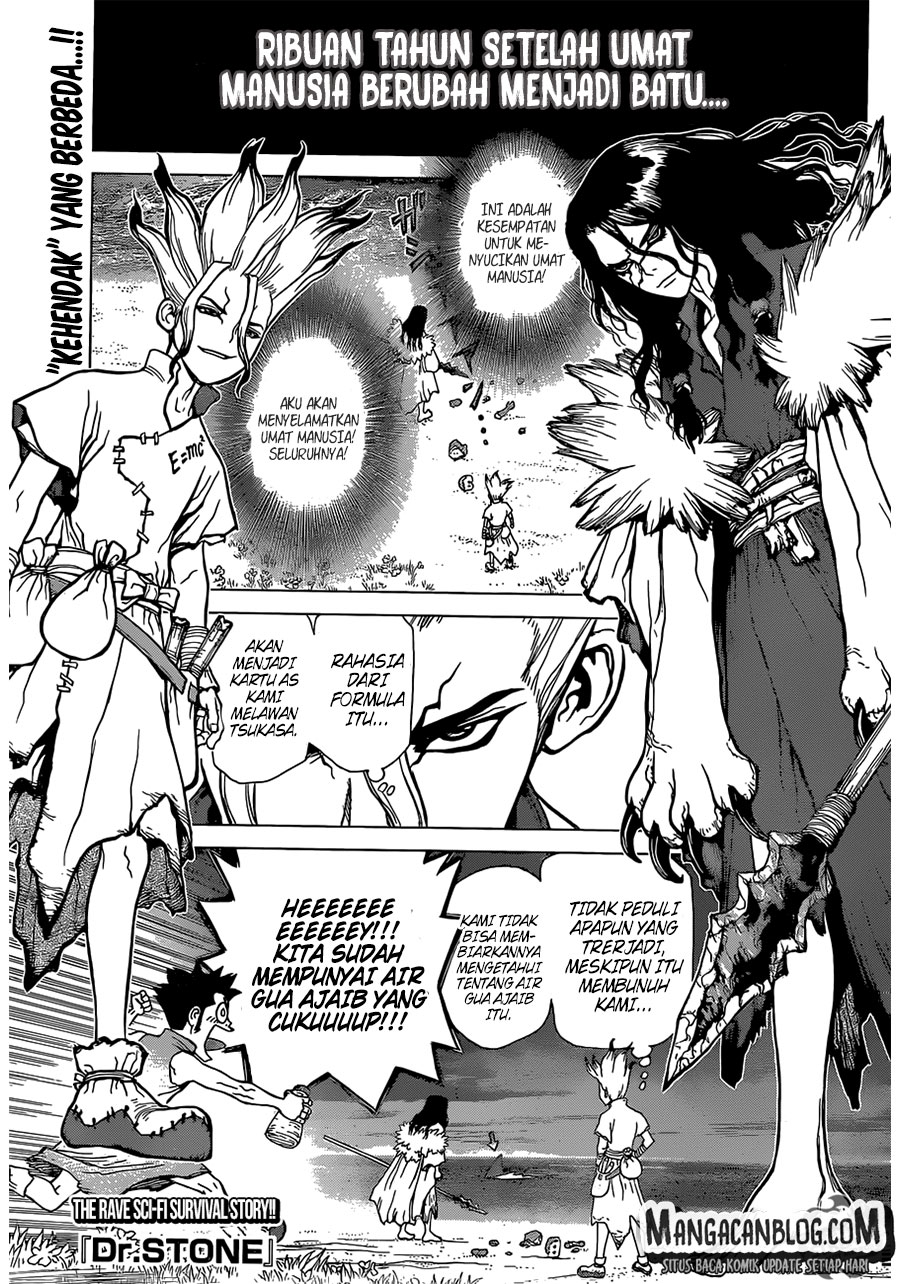 RIBUAN TAHUN SETELAH UMAT
MANUSIA BERUBAH MENJADI BATU....
"KEHENDAK" YANG BERBEDA...!!
INI ADALAH
KESEMPATAN
UNTUK ME-
NYUCIKAN UMAT
MANUSIA!
AKU AKAN
MENYELAMATKAN
UMAT MANUSIA!
SELURUHNYA!
E=mc²
RAHASIA
DARI
FORMULA
ITU...
AKAN
MENJADI
KARTU AS
KAMI
MELAWAN
TSUKASA.
TIDAK PEDULI
APAPUN YANG
TRERJADI,
MESKIPUN ITU
MEMBUNUH
KAMI...
KAMI TIDAK
BISA MEM-
BIARKANNYA
MENGETAHUI
TENTANG AIR
GUA AJAIB
ITU.
HEEEEEEE
EEEEEEEY!!!
KITA SUDAH
MEMPUNYAI AIR
GUA AJAIB YANG
CUKUUUUP!!!
THE RAVE SCI-FI SURVIVAL STORY!!
『Dr.STONE』
MANGACANBLOG.COM
SITUS BACA KOMIK UPDATE SETIAP HARI